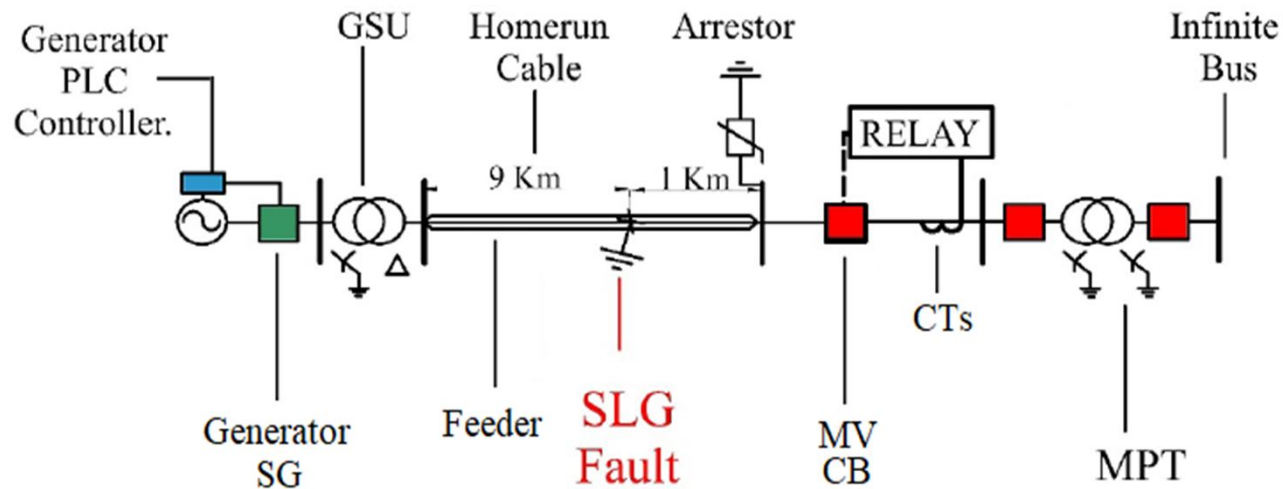 Generator
PLC
Controller.
GSU
Homerun
Cable
Arrestor
Infinite
Bus
RELAY
9 Km
1 Km
CTs
Generator
SG
Feeder
SLG
Fault
MV
CB
MPT